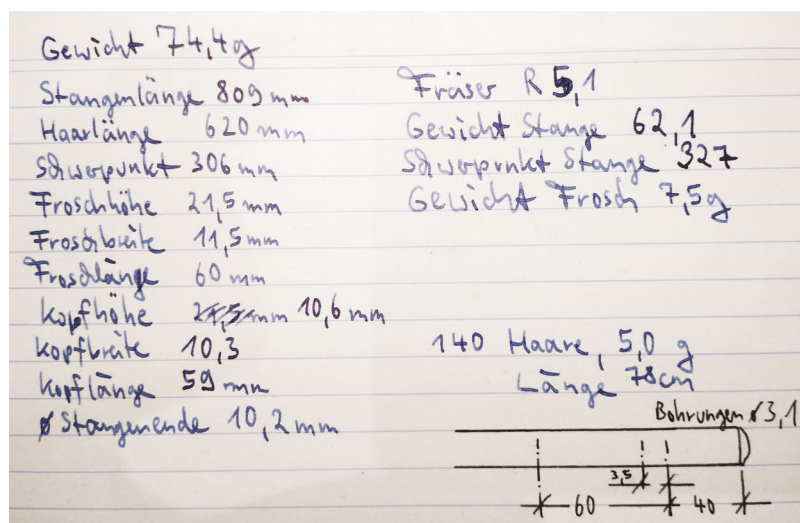 Gewicht 74,4g
Stangenlänge 809 mm
Haarlänge 620 mm
Schwerpunkt 306 mm
Froschhöhe 21,5 mm
Froschbreite 11,5 mm
Froschlänge 60 mm
Kopfhöhe 21,5 mm 10,6 mm
Kopfbreite 10,3
Kopflänge 59 mm
ø Stangenende 10,2 mm
Fräser R 5,1
Gewicht Stange 62,1
Schwerpunkt Stange 327
Gewicht Frosch 7,5g
140 Haare, 5,0 g
Länge 78cm
Bohrungen ø 3,1
3,5
60 40